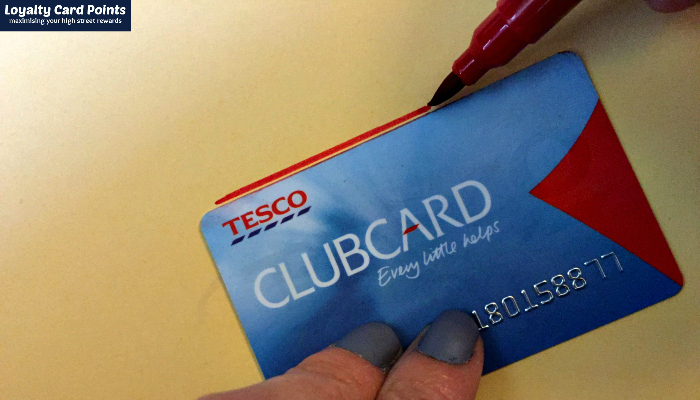 Loyalty Card Points
maximising your high street rewards
TESCO
CLUBCARD
Every little helps
180158877